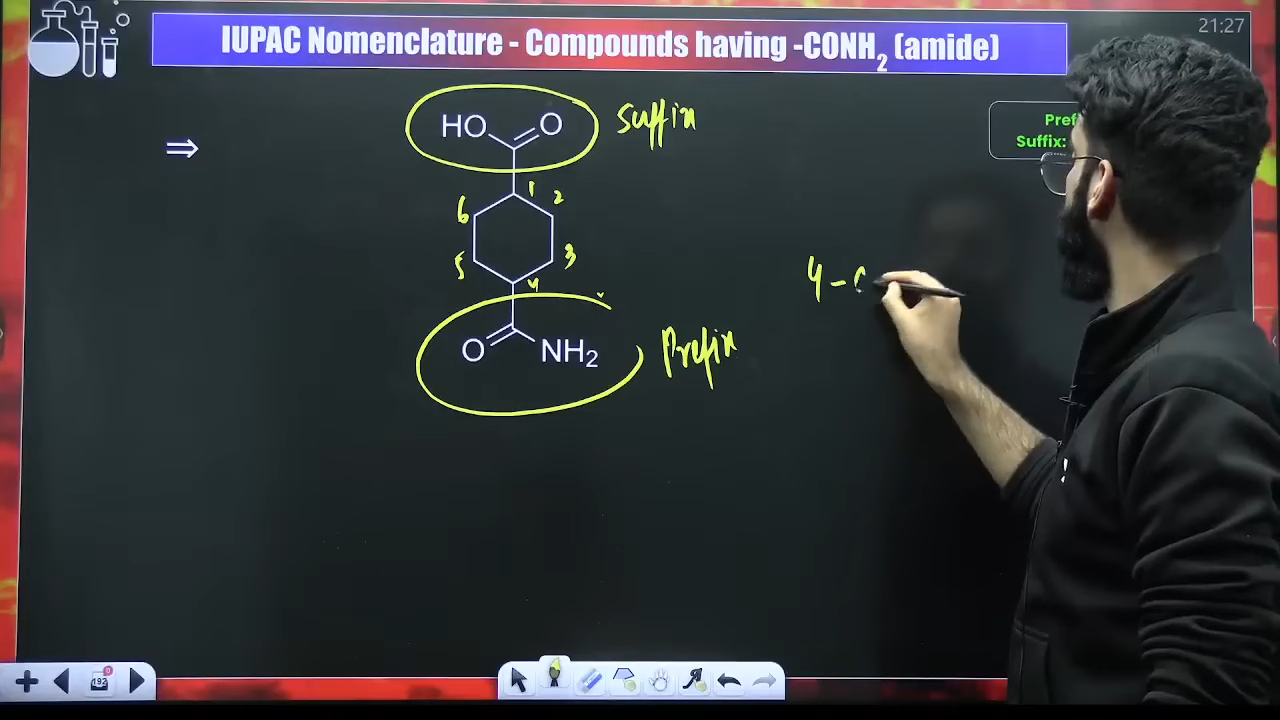 IUPAC Nomenclature - Compounds having -CONH₂ (amide)
21:27
HO O
Suffix
Suffix:
1
2
6
5
3
4
O NH₂
Prefix
4-
192